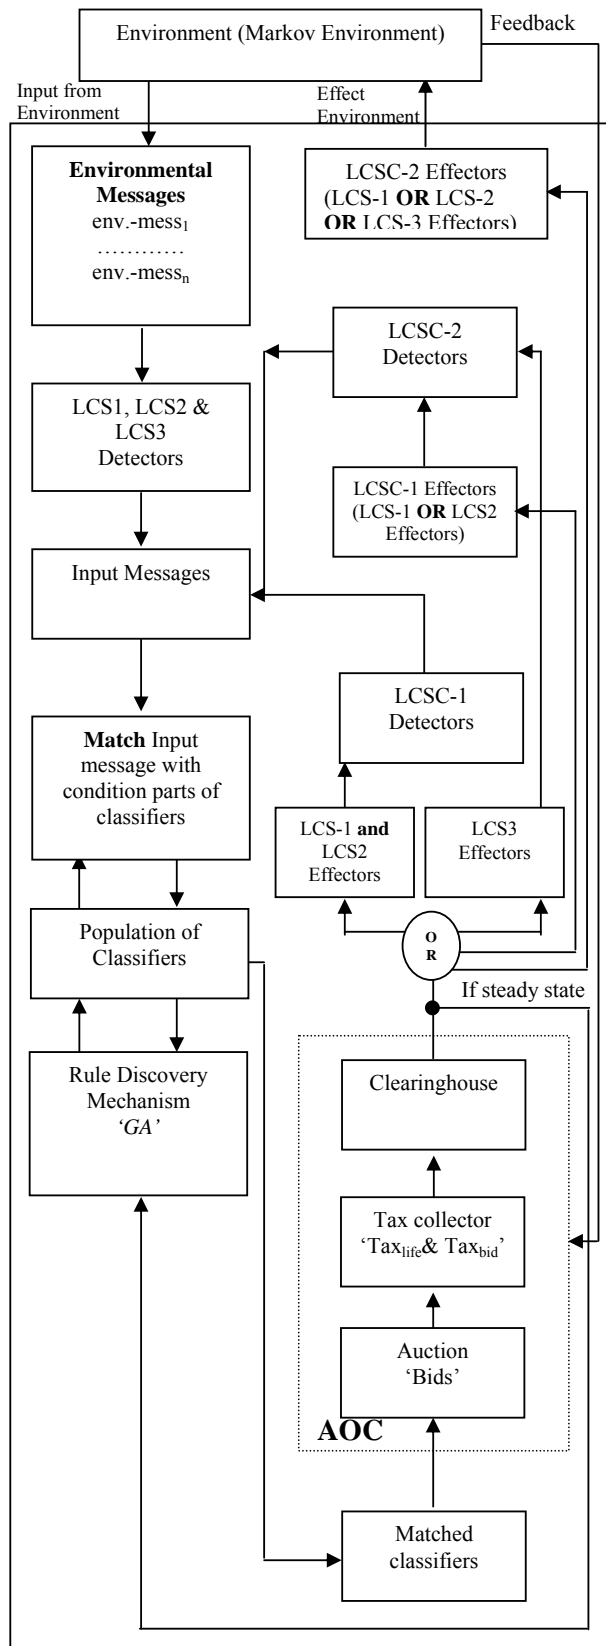 Environment (Markov Environment)
Feedback
Input from
Environment
Effect
Environment
Environmental
Messages
env.-mess1
…………
env.-messn
LCSC-2 Effectors
(LCS-1 OR LCS-2
OR LCS-3 Effectors)
LCSC-2
Detectors
LCS1, LCS2 &
LCS3
Detectors
LCSC-1 Effectors
(LCS-1 OR LCS2
Effectors)
Input Messages
LCSC-1
Detectors
Match Input
message with
condition parts of
classifiers
LCS-1 and
LCS2
Effectors
LCS3
Effectors
Population of
Classifiers
O
R
If steady state
Rule Discovery
Mechanism
‘GA’
Clearinghouse
Tax collector
‘Taxlife& Taxbid’
Auction
‘Bids’
AOC
Matched
classifiers